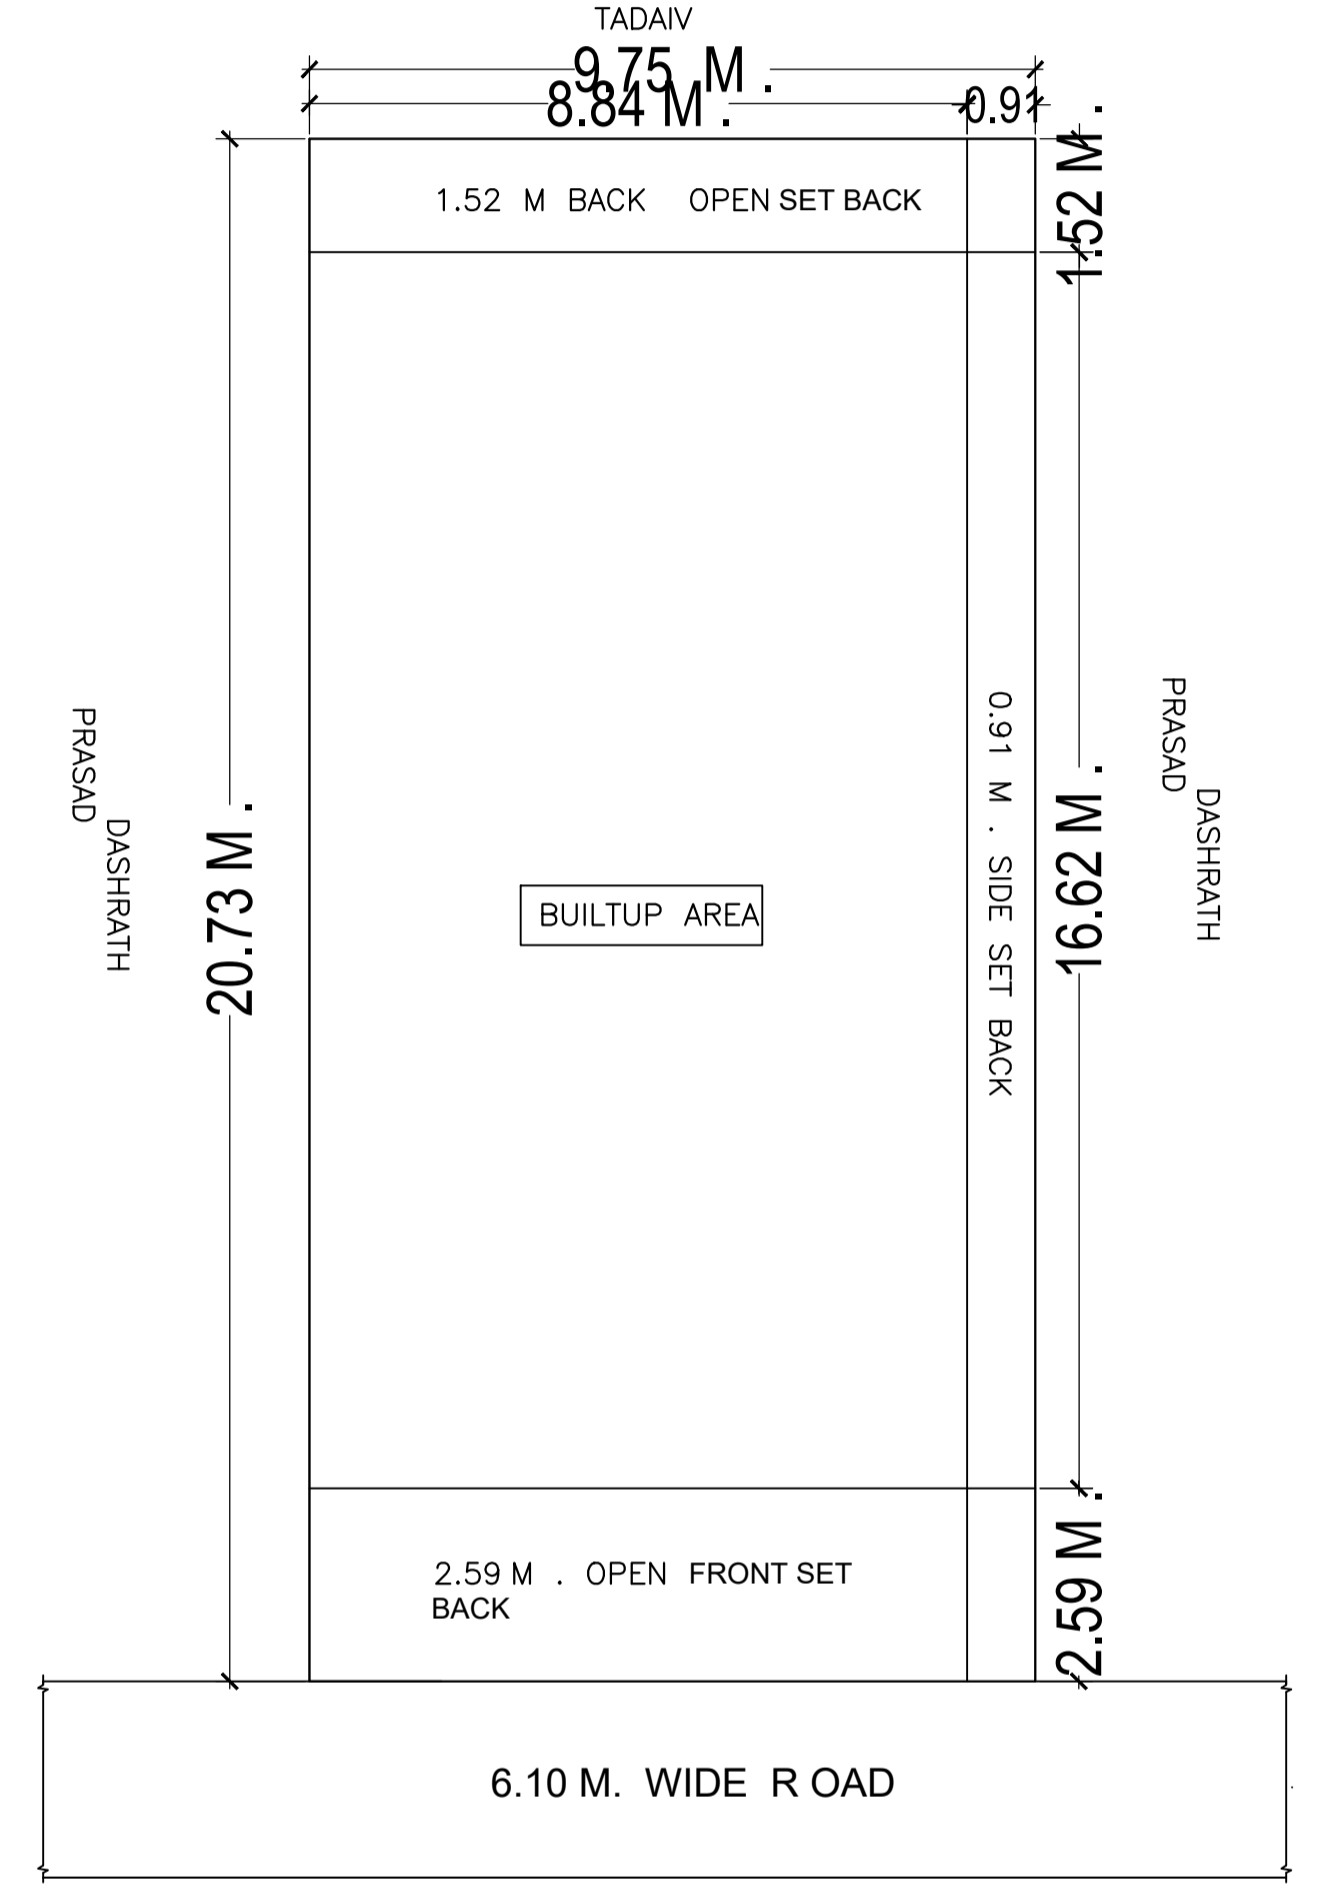 TADAIV
9.75 M .
8.84 M .
0.91
1.52 M BACK OPEN SET BACK
1.52 M .
PRASAD
DASHRATH
20.73 M .
BUILTUP AREA
0.91 M . SIDE SET BACK
16.62 M .
PRASAD
DASHRATH
2.59 M . OPEN FRONT SET
BACK
2.59 M .
6.10 M. WIDE R OAD